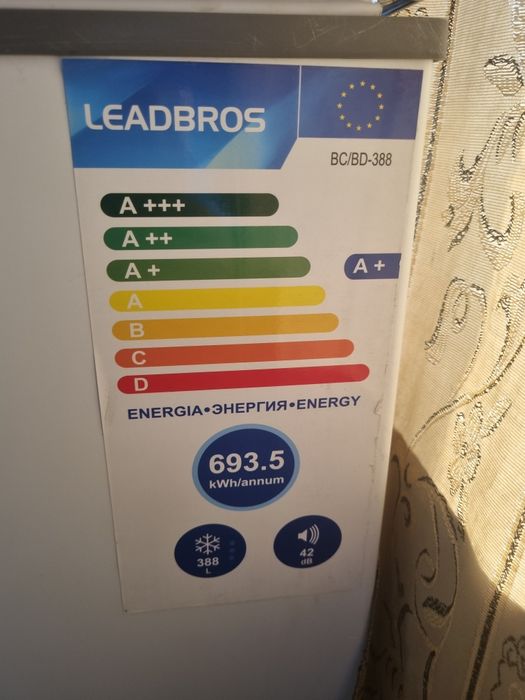 LEADBROS
BC/BD-388
A +++
A ++
A +
A +
A
B
C
D
ENERGIA•ЭНЕРГИЯ•ENERGY
693.5
kWh/annum
388
L
42
dB